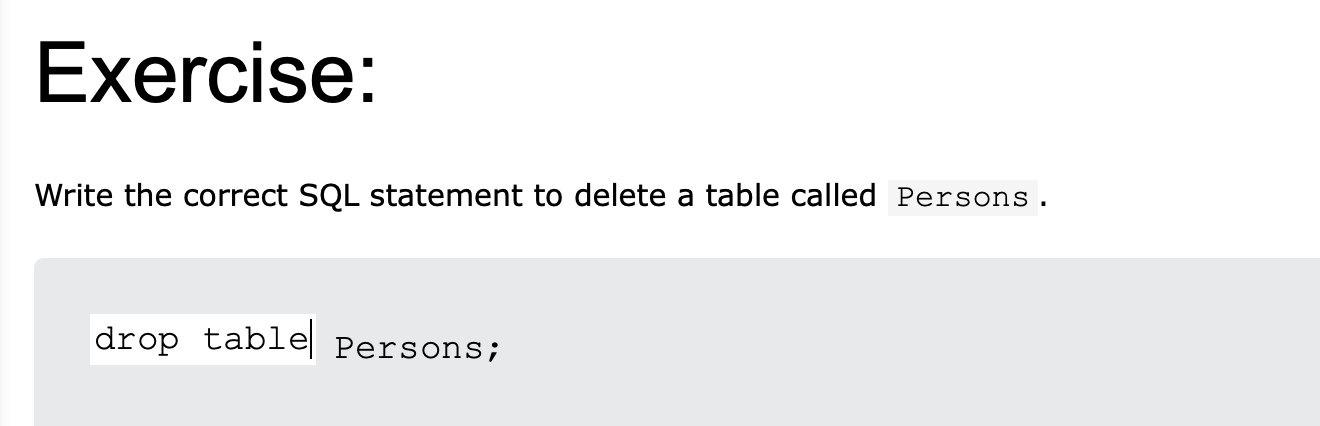 Exercise:
Write the correct SQL statement to delete a table called Persons.
drop table Persons;